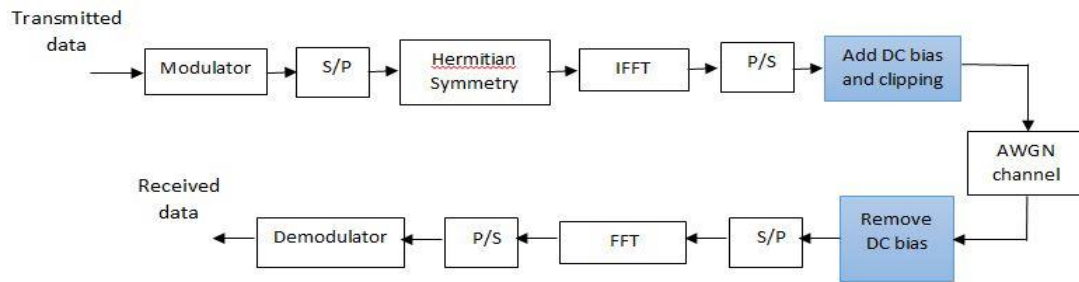 Transmitted
data
Modulator
S/P
Hermitian
Symmetry
IFFT
P/S
Add DC bias
and clipping
AWGN
channel
Received
data
Demodulator
P/S
FFT
S/P
Remove
DC bias